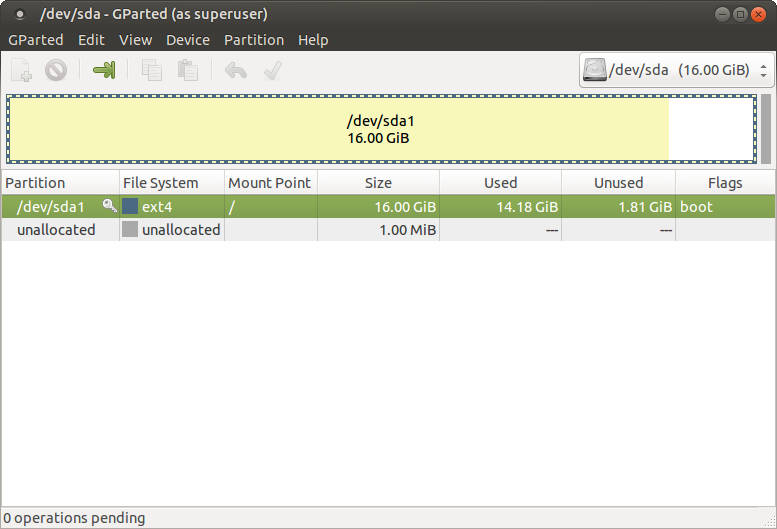 /dev/sda - GParted (as superuser)
GParted Edit View Device Partition Help
/dev/sda (16.00 GiB)
/dev/sda1
16.00 GiB
Partition File System Mount Point Size Used Unused Flags
/dev/sda1 ext4 / 16.00 GiB 14.18 GiB 1.81 GiB boot
unallocated unallocated 1.00 MiB --- ---
0 operations pending